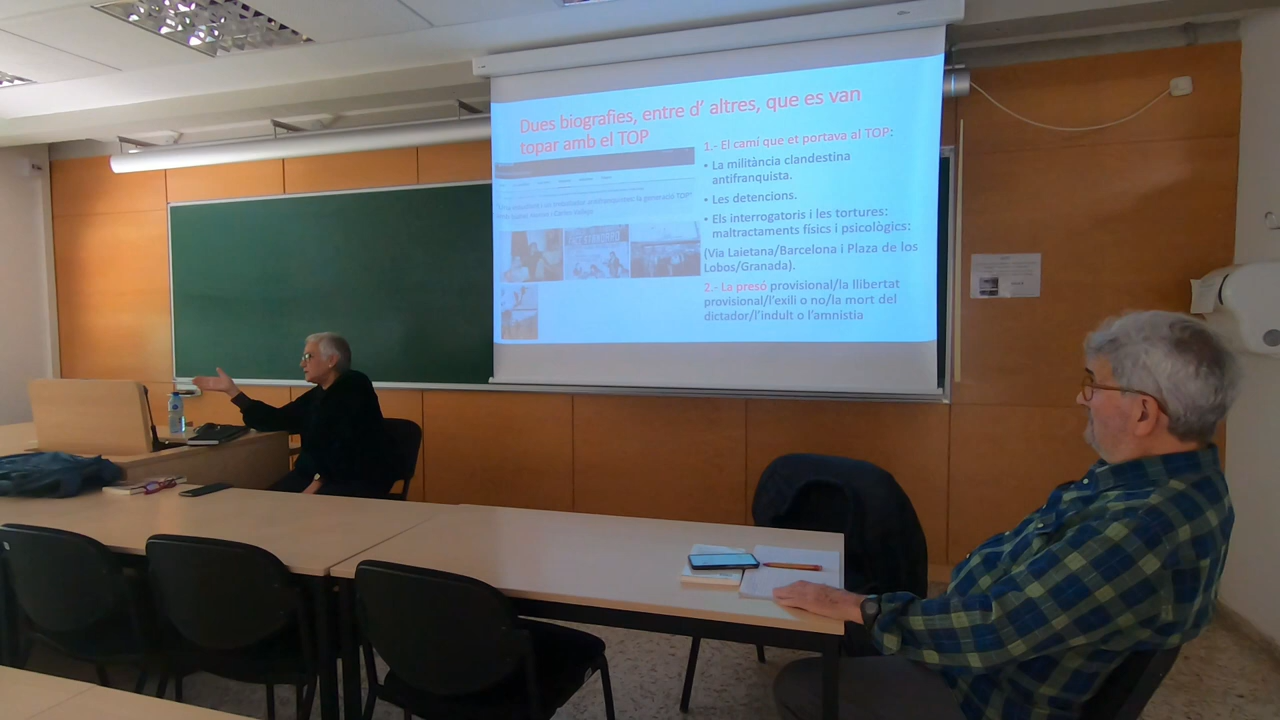 Dues biografies, entre d' altres, que es van
topar amb el TOP
1.- El camí que et portava al TOP:
• La militància clandestina
antifranquista.
• Les detencions.
• Els interrogatoris i les tortures:
maltractaments físics i psicològics:
(Via Laietana/Barcelona i Plaza de los
Lobos/Granada).
2.- La presó provisional/la llibertat
provisional/l'exili o no/la mort del
dictador/l'indult o l'amnistia